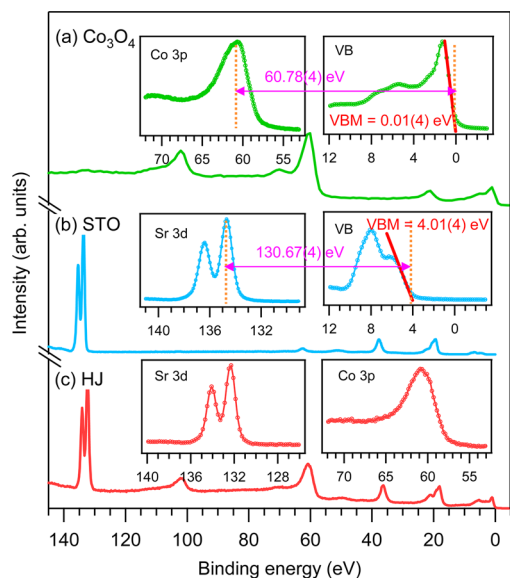 (a) Co₃O₄
Co 3p
VB
60.78(4) eV
VBM = 0.01(4) eV
70 65 60 55
12 8 4 0
(b) STO
Sr 3d
VB
VBM = 4.01(4) eV
130.67(4) eV
140 136 132
12 8 4 0
(c) HJ
Sr 3d
Co 3p
140 136 132 128
70 65 60 55
140 120 100 80 60 40 20 0
Binding energy (eV)
Intensity (arb. units)